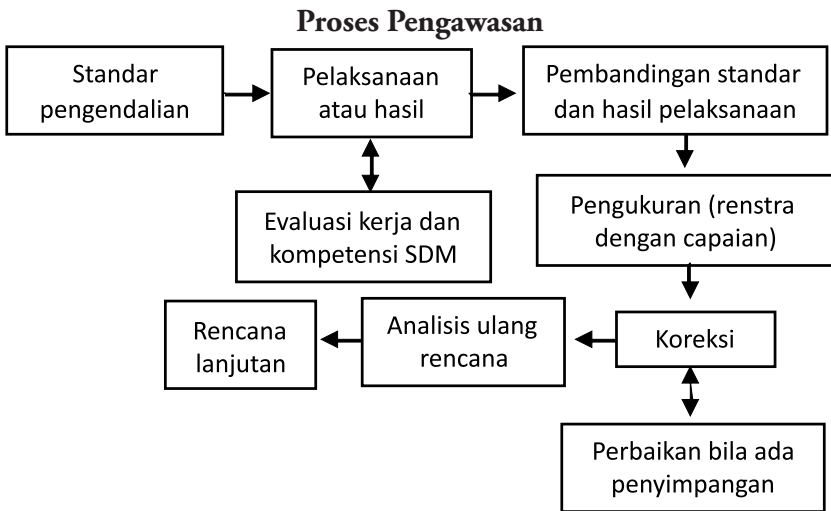 Proses Pengawasan
Standar
pengendalian
Pelaksanaan
atau hasil
Pembandingan standar
dan hasil pelaksanaan
Evaluasi kerja dan
kompetensi SDM
Pengukuran (renstra
dengan capaian)
Koreksi
Analisis ulang
rencana
Rencana
lanjutan
Perbaikan bila ada
penyimpangan